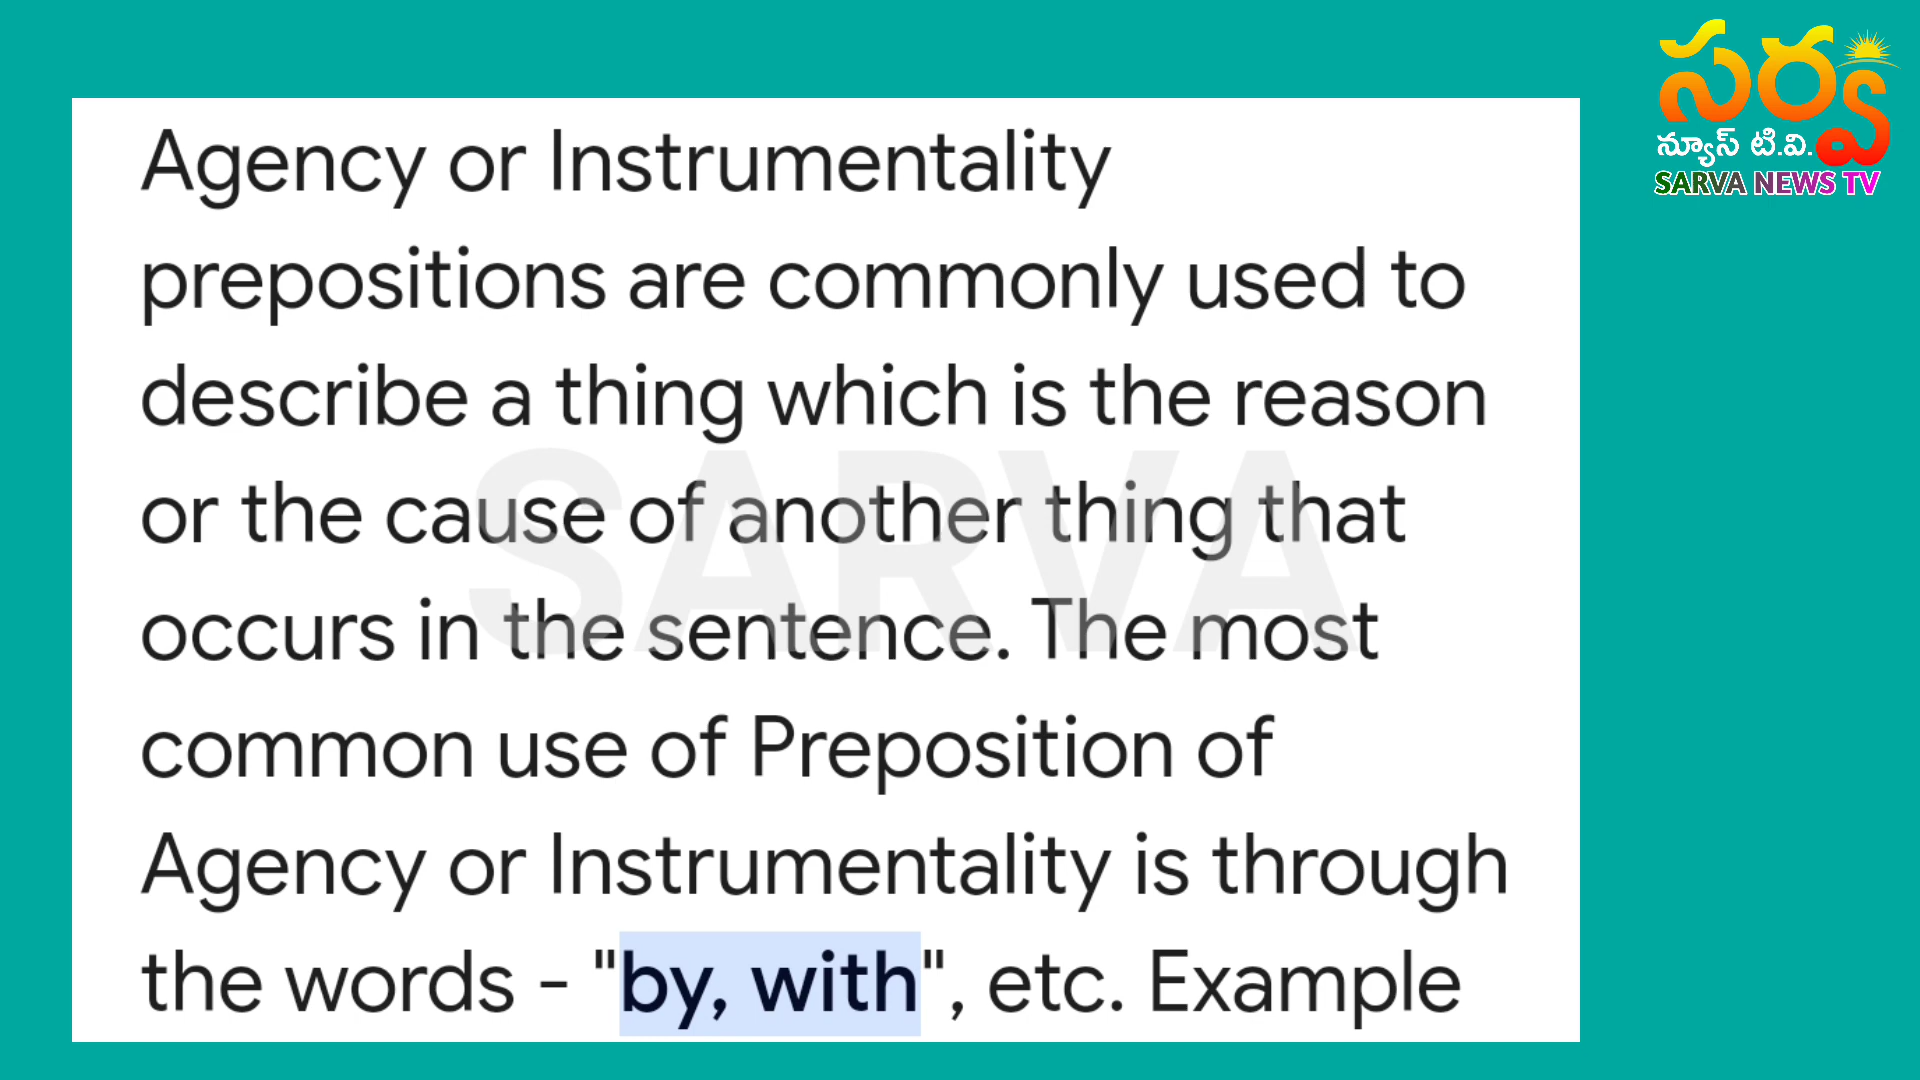 Agency or Instrumentality
prepositions are commonly used to
describe a thing which is the reason
or the cause of another thing that
occurs in the sentence. The most
common use of Preposition of
Agency or Instrumentality is through
the words - "by, with", etc. Example
SARVA
సర్వ
న్యూస్ టి.వి.
SARVA NEWS TV